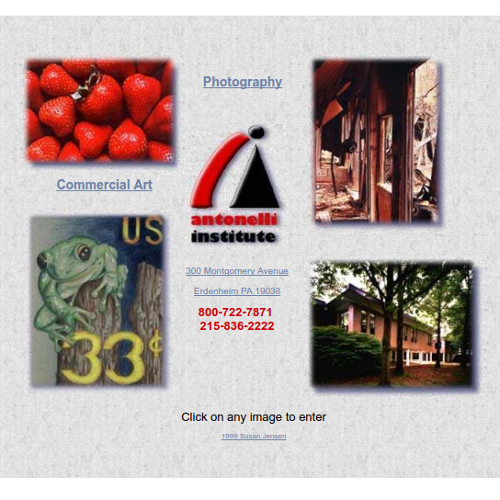 Photography
Commercial Art
antonelli
institute
US
33¢
300 Montgomery Avenue
Erdenheim PA 19038
800-722-7871
215-836-2222
Click on any image to enter
1999 Susan Jensen